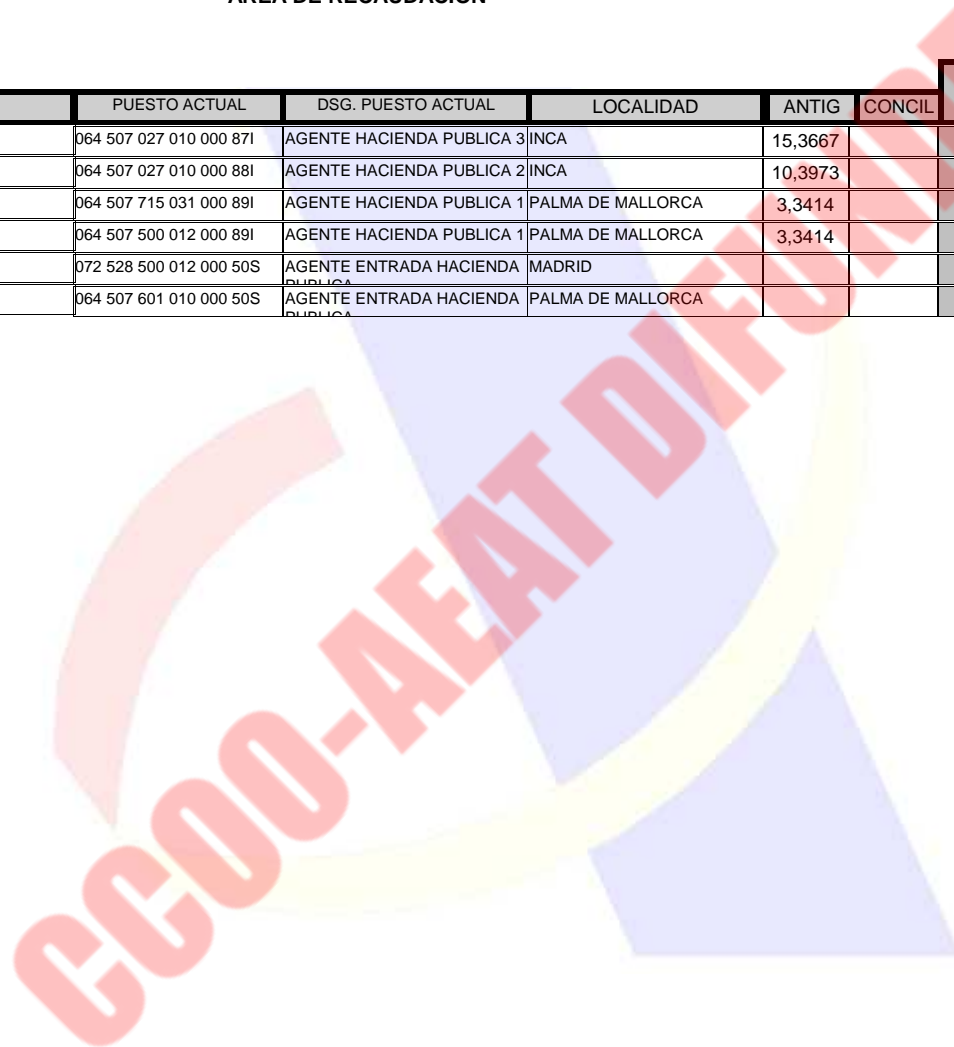 AREA DE RECAUDACION
PUESTO ACTUAL DSG. PUESTO ACTUAL LOCALIDAD ANTIG CONCIL
064 507 027 010 000 87I AGENTE HACIENDA PUBLICA 3 INCA 15,3667
064 507 027 010 000 88I AGENTE HACIENDA PUBLICA 2 INCA 10,3973
064 507 715 031 000 89I AGENTE HACIENDA PUBLICA 1 PALMA DE MALLORCA 3,3414
064 507 500 012 000 89I AGENTE HACIENDA PUBLICA 1 PALMA DE MALLORCA 3,3414
072 528 500 012 000 50S AGENTE ENTRADA HACIENDA MADRID
PUBLICA
064 507 601 010 000 50S AGENTE ENTRADA HACIENDA PALMA DE MALLORCA
PUBLICA
CCOO-AEAT DIFUND